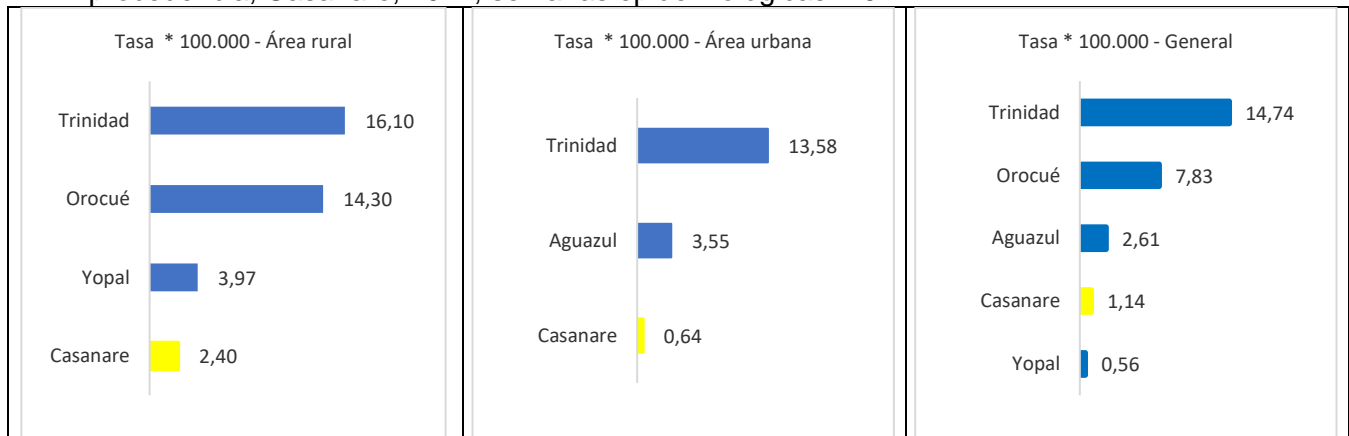 Tasa * 100.000 - Área rural
Trinidad 16,10
Orocué 14,30
Yopal 3,97
Casanare 2,40
Tasa * 100.000 - Área urbana
Trinidad 13,58
Aguazul 3,55
Casanare 0,64
Tasa * 100.000 - General
Trinidad 14,74
Orocué 7,83
Aguazul 2,61
Casanare 1,14
Yopal 0,56